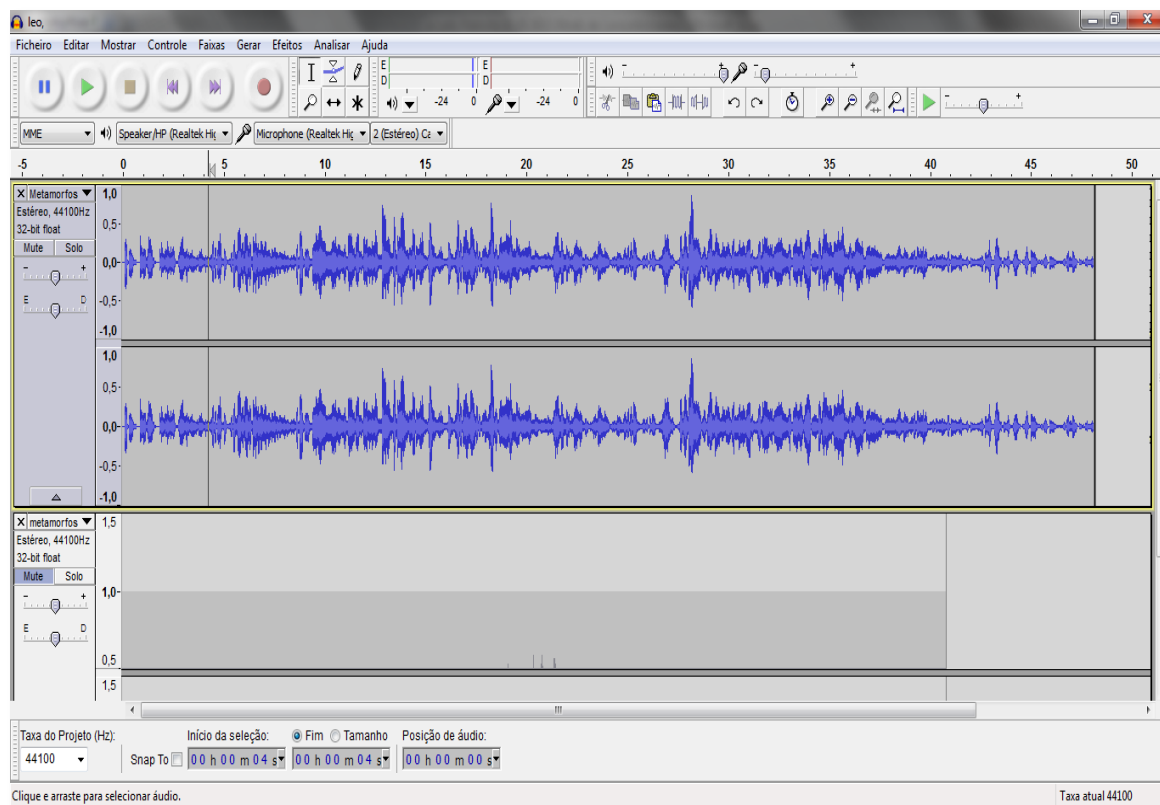 leo,
Ficheiro Editar Mostrar Controle Faixas Gerar Efeitos Analisar Ajuda
E E
D D
-24 0 -24 0
MME Speaker/HP (Realtek Hig Microphone (Realtek Hig 2 (Estéreo) Ca
-5 0 5 10 15 20 25 30 35 40 45 50
X Metamorfos 1,0
Estéreo, 44100Hz
32-bit float 0,5
Mute Solo
- + 0,0
E D -0,5
-1,0
1,0
0,5
0,0
-0,5
-1,0
X metamorfos 1,5
Estéreo, 44100Hz
32-bit float
Mute Solo
- + 1,0
E D
0,5
1,5
Taxa do Projeto (Hz): Início da seleção: Fim Tamanho Posição de áudio:
44100 Snap To 00 h 00 m 04 s 00 h 00 m 04 s 00 h 00 m 00 s
Clique e arraste para selecionar áudio. Taxa atual 44100